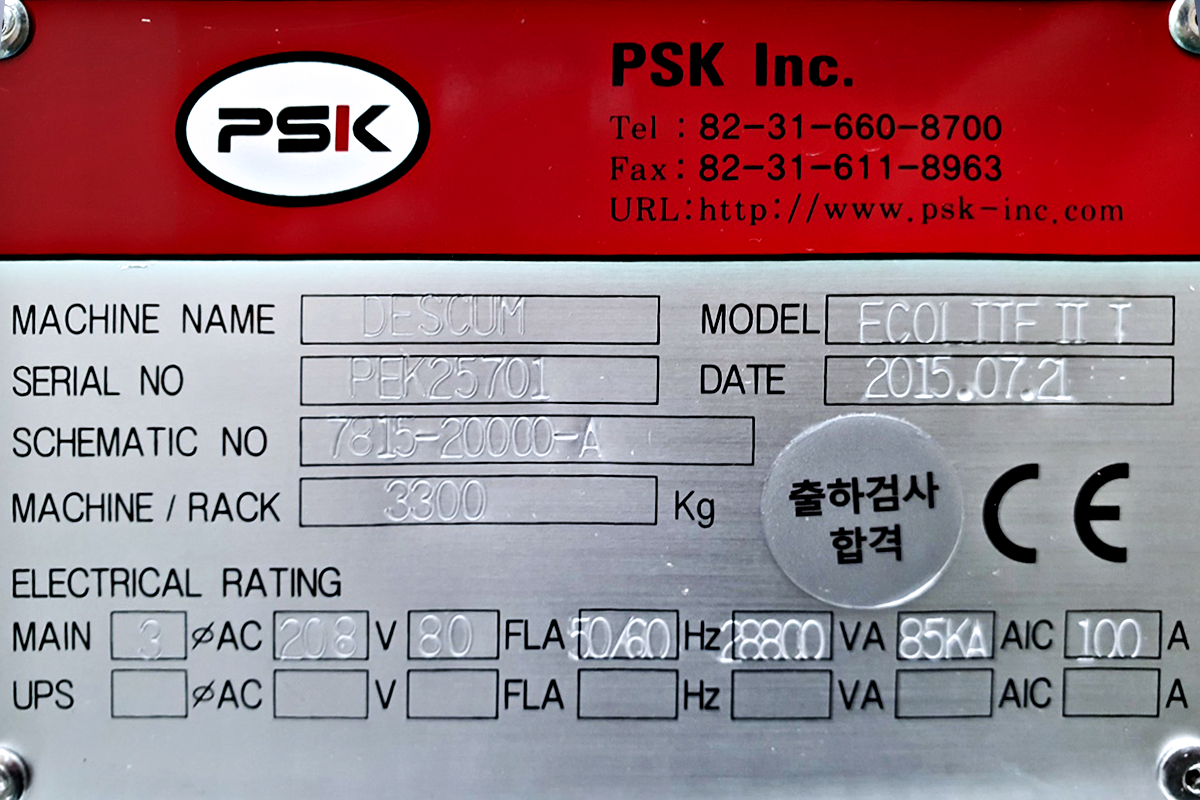 PSK
PSK Inc.
Tel : 82-31-660-8700
Fax : 82-31-611-8963
URL:http://www.psk-inc.com
MACHINE NAME DESCUM MODEL ECOLITE II T
SERIAL NO PEK25701 DATE 2015.07.21
SCHEMATIC NO 7815-20000-A
MACHINE / RACK 3300 Kg
출하검사
합격
CE
ELECTRICAL RATING
MAIN 3 ∅AC 208 V 80 FLA 50/60 Hz 28800 VA 85KA AIC 100 A
UPS ∅AC V FLA Hz VA AIC A